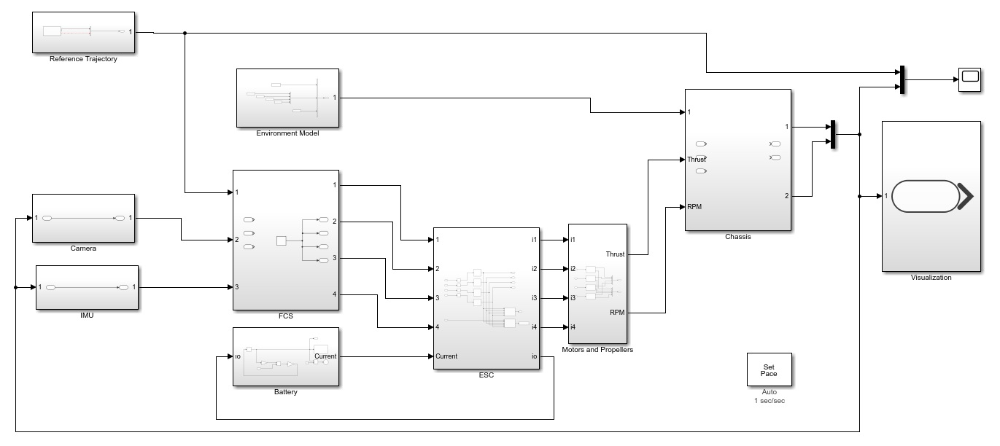 1
Reference Trajectory
1
Environment Model
1
Thrust
RPM
1
2
Chassis
1
Visualization
1
1
Camera
1
1
IMU
1
2
3
1
2
3
4
FCS
io
Current
Battery
1
2
3
4
Current
i1
i2
i3
i4
io
ESC
i1
i2
i3
i4
Thrust
RPM
Motors and Propellers
Set
Pace
Auto
1 sec/sec